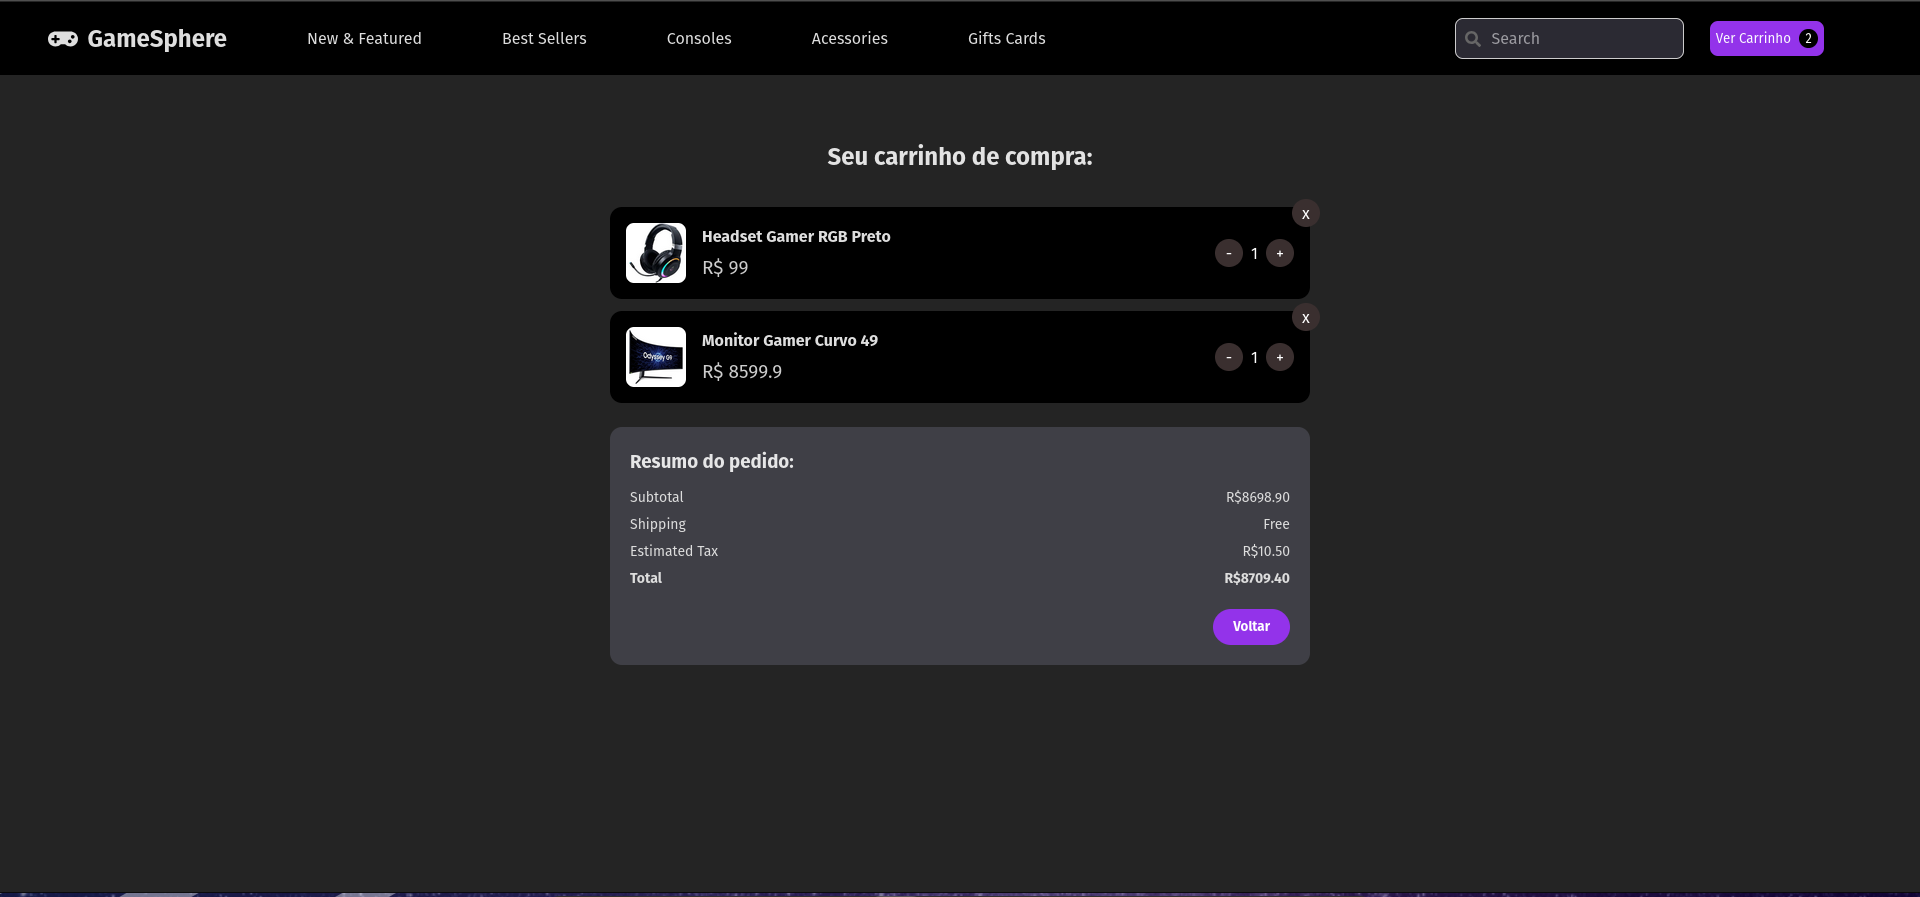 GameSphere
New & Featured
Best Sellers
Consoles
Acessories
Gifts Cards
Search
Ver Carrinho 2
Seu carrinho de compra:
x
Headset Gamer RGB Preto
R$ 99
- 1 +
x
Odyssey G9
Monitor Gamer Curvo 49
R$ 8599.9
- 1 +
Resumo do pedido:
Subtotal R$8698.90
Shipping Free
Estimated Tax R$10.50
Total R$8709.40
Voltar